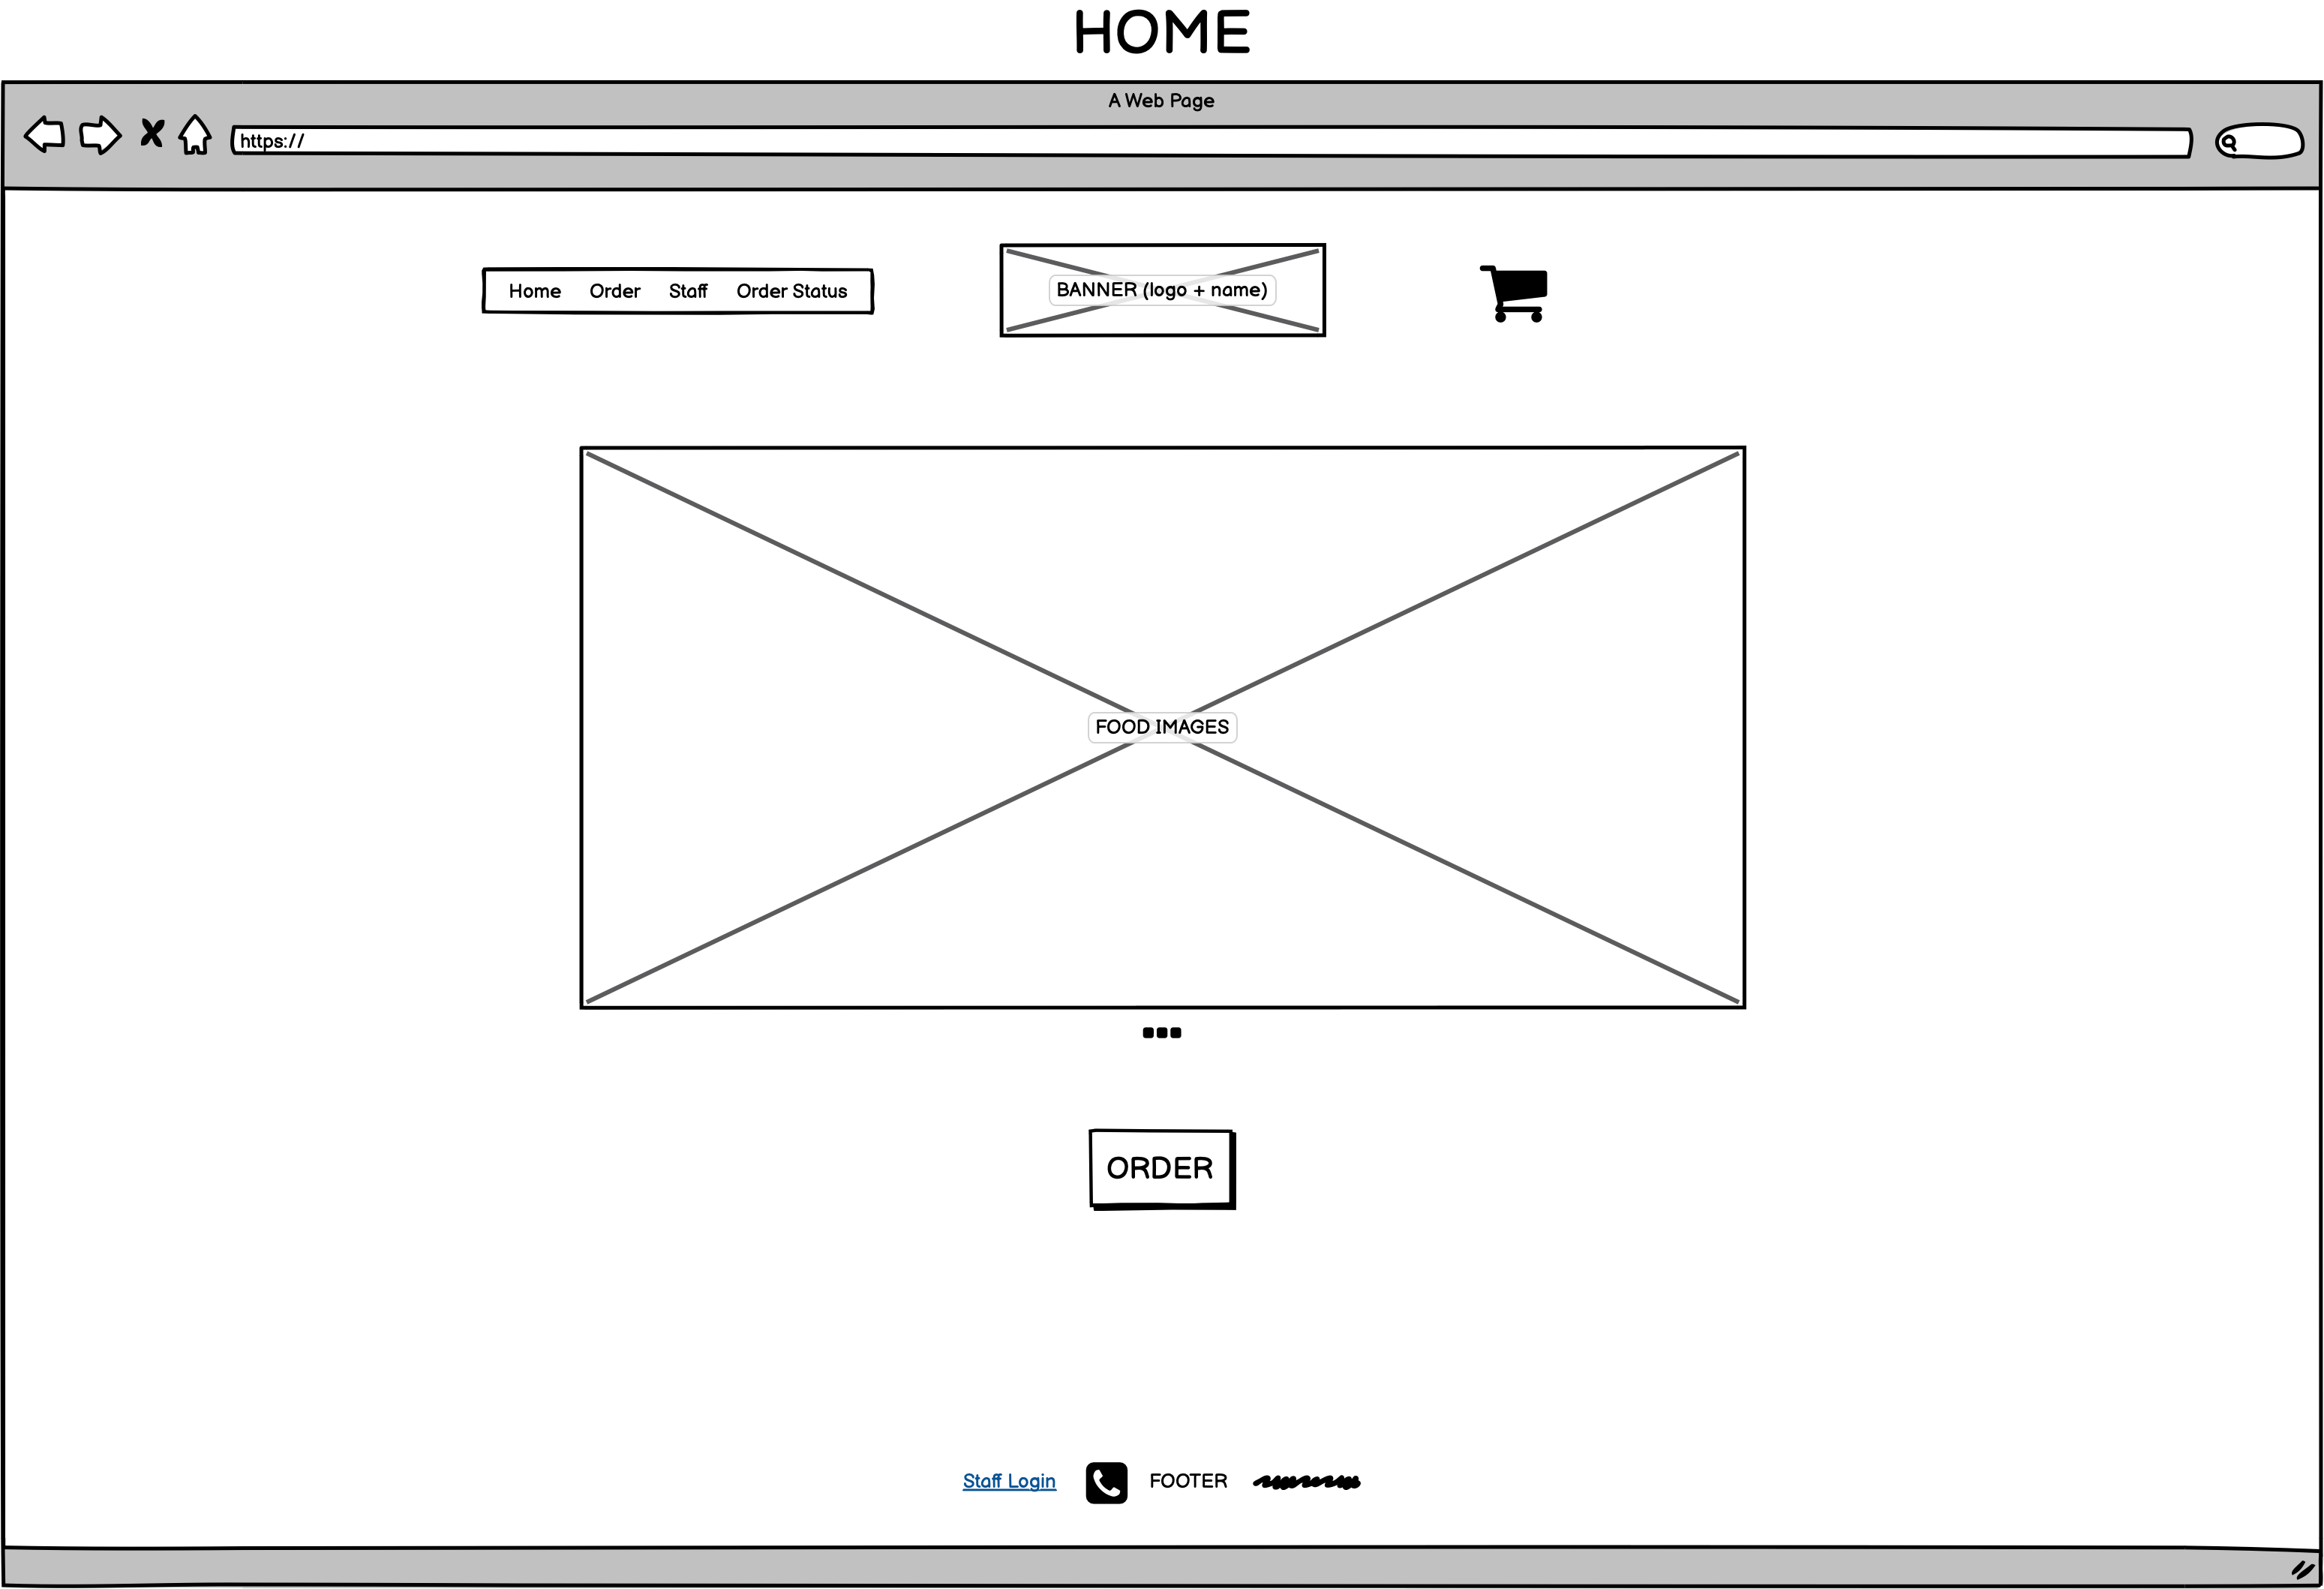 HOME
A Web Page
https://
Home Order Staff Order Status
BANNER (logo + name)
FOOD IMAGES
ORDER
Staff Login FOOTER